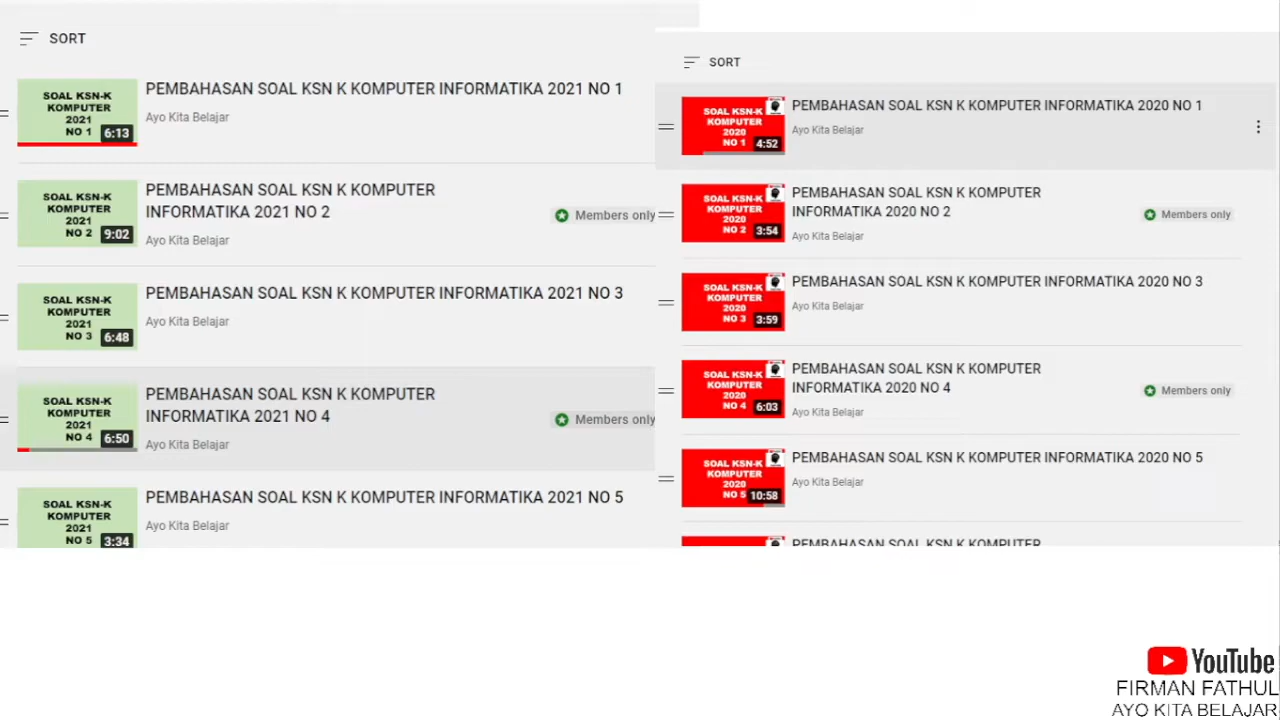 SORT
SOAL KSN-K
KOMPUTER
2021
NO 1
6:13
PEMBAHASAN SOAL KSN K KOMPUTER INFORMATIKA 2021 NO 1
Ayo Kita Belajar
SOAL KSN-K
KOMPUTER
2021
NO 2
9:02
PEMBAHASAN SOAL KSN K KOMPUTER
INFORMATIKA 2021 NO 2
Members only
Ayo Kita Belajar
SOAL KSN-K
KOMPUTER
2021
NO 3
6:48
PEMBAHASAN SOAL KSN K KOMPUTER INFORMATIKA 2021 NO 3
Ayo Kita Belajar
SOAL KSN-K
KOMPUTER
2021
NO 4
6:50
PEMBAHASAN SOAL KSN K KOMPUTER
INFORMATIKA 2021 NO 4
Members only
Ayo Kita Belajar
SOAL KSN-K
KOMPUTER
2021
NO 5
3:34
PEMBAHASAN SOAL KSN K KOMPUTER INFORMATIKA 2021 NO 5
Ayo Kita Belajar
SORT
SOAL KSN-K
KOMPUTER
2020
NO 1
4:52
PEMBAHASAN SOAL KSN K KOMPUTER INFORMATIKA 2020 NO 1
Ayo Kita Belajar
SOAL KSN-K
KOMPUTER
2020
NO 2
3:54
PEMBAHASAN SOAL KSN K KOMPUTER
INFORMATIKA 2020 NO 2
Members only
Ayo Kita Belajar
SOAL KSN-K
KOMPUTER
2020
NO 3
3:59
PEMBAHASAN SOAL KSN K KOMPUTER INFORMATIKA 2020 NO 3
Ayo Kita Belajar
SOAL KSN-K
KOMPUTER
2020
NO 4
6:03
PEMBAHASAN SOAL KSN K KOMPUTER
INFORMATIKA 2020 NO 4
Members only
Ayo Kita Belajar
SOAL KSN-K
KOMPUTER
2020
NO 5
10:58
PEMBAHASAN SOAL KSN K KOMPUTER INFORMATIKA 2020 NO 5
Ayo Kita Belajar
PEMBAHASAN SOAL KSN K KOMPUTER
YouTube
FIRMAN FATHUL
AYO KITA BELAJAR